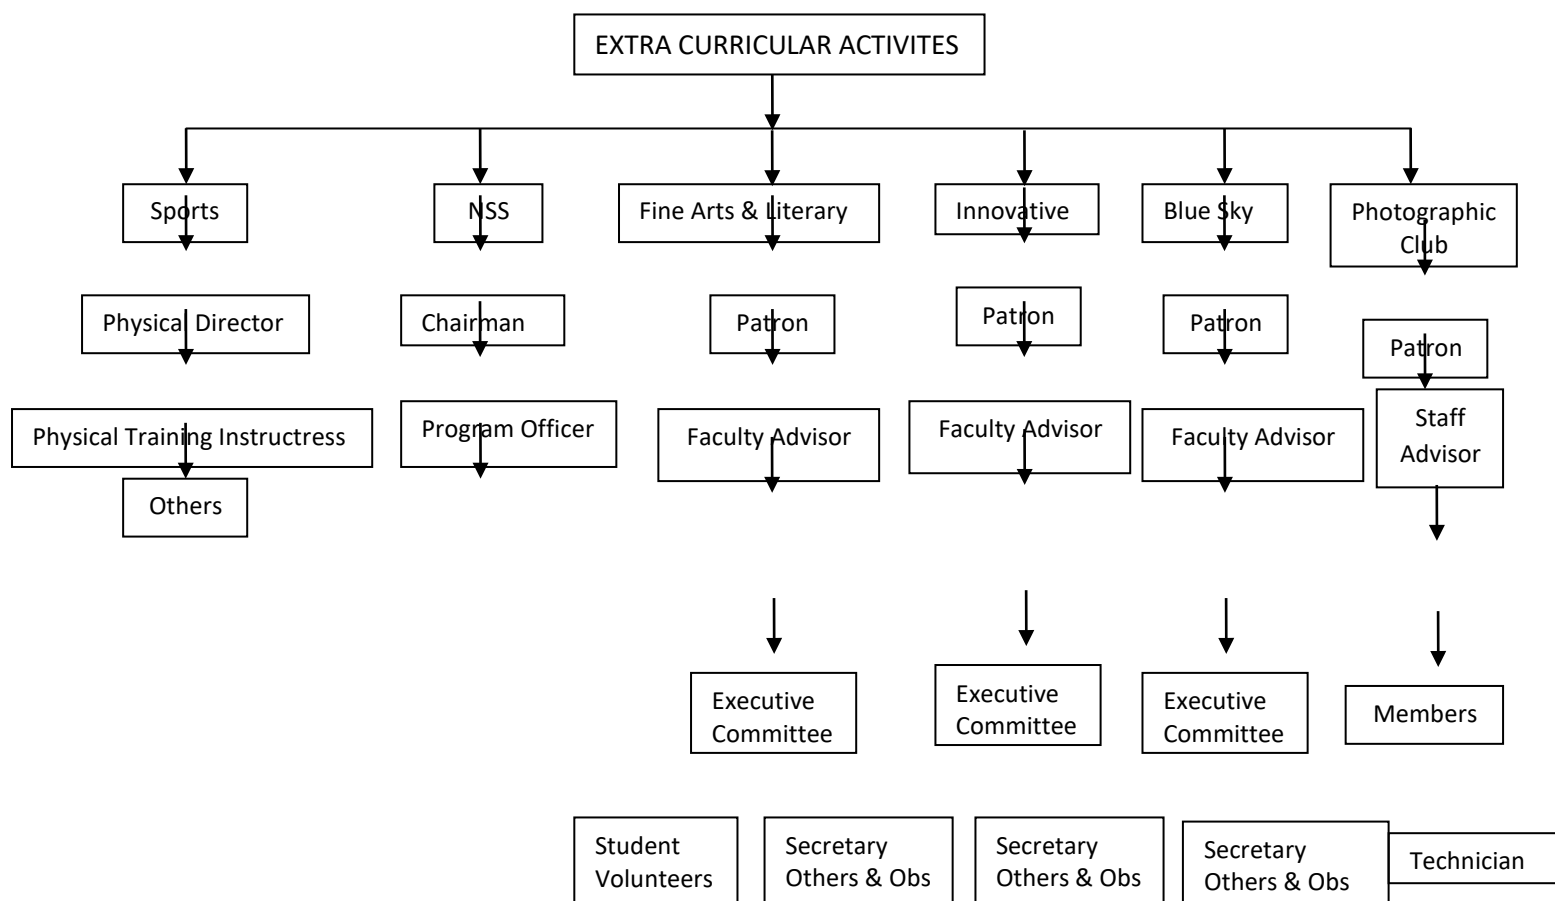 EXTRA CURRICULAR ACTIVITES
Sports
NSS
Fine Arts & Literary
Innovative
Blue Sky
Photographic
Club
Physical Director
Chairman
Patron
Patron
Patron
Patron
Physical Training Instructress
Program Officer
Faculty Advisor
Faculty Advisor
Faculty Advisor
Staff
Advisor
Others
Executive
Committee
Executive
Committee
Executive
Committee
Members
Student
Volunteers
Secretary
Others & Obs
Secretary
Others & Obs
Secretary
Others & Obs
Technician